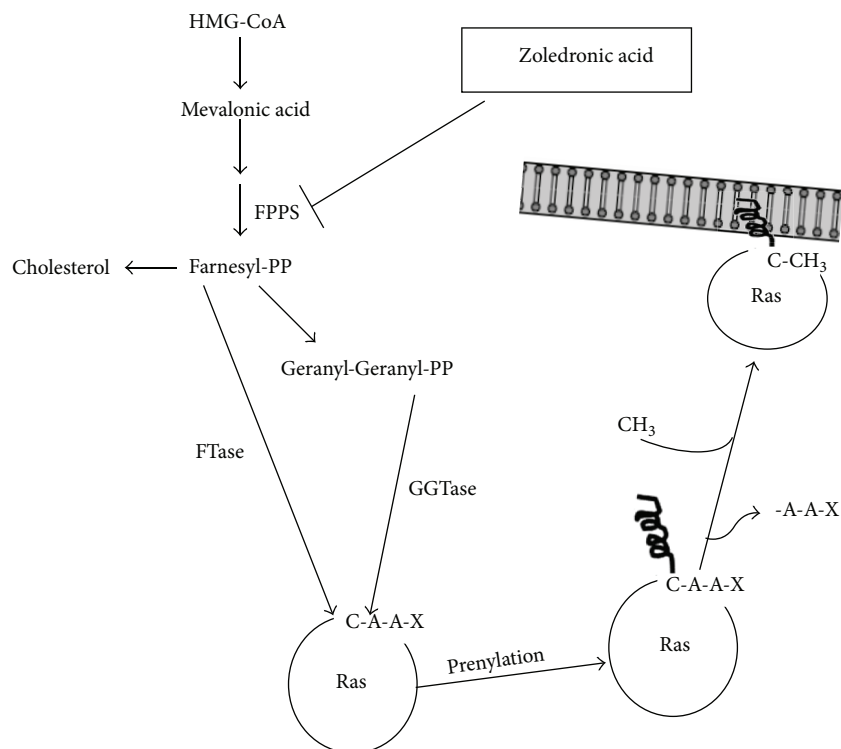 HMG-CoA
Zoledronic acid
Mevalonic acid
FPPS
Cholesterol
Farnesyl-PP
C-CH₃
Ras
Geranyl-Geranyl-PP
CH₃
FTase
GGTase
-A-A-X
C-A-A-X
Ras
C-A-A-X
Ras
Prenylation